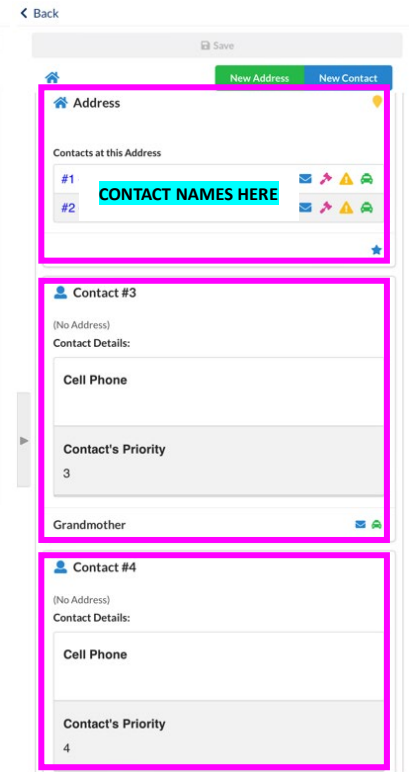 Back
Save
New Address New Contact
Address
Contacts at this Address
#1
CONTACT NAMES HERE
#2
Contact #3
(No Address)
Contact Details:
Cell Phone
Contact's Priority
3
Grandmother
Contact #4
(No Address)
Contact Details:
Cell Phone
Contact's Priority
4